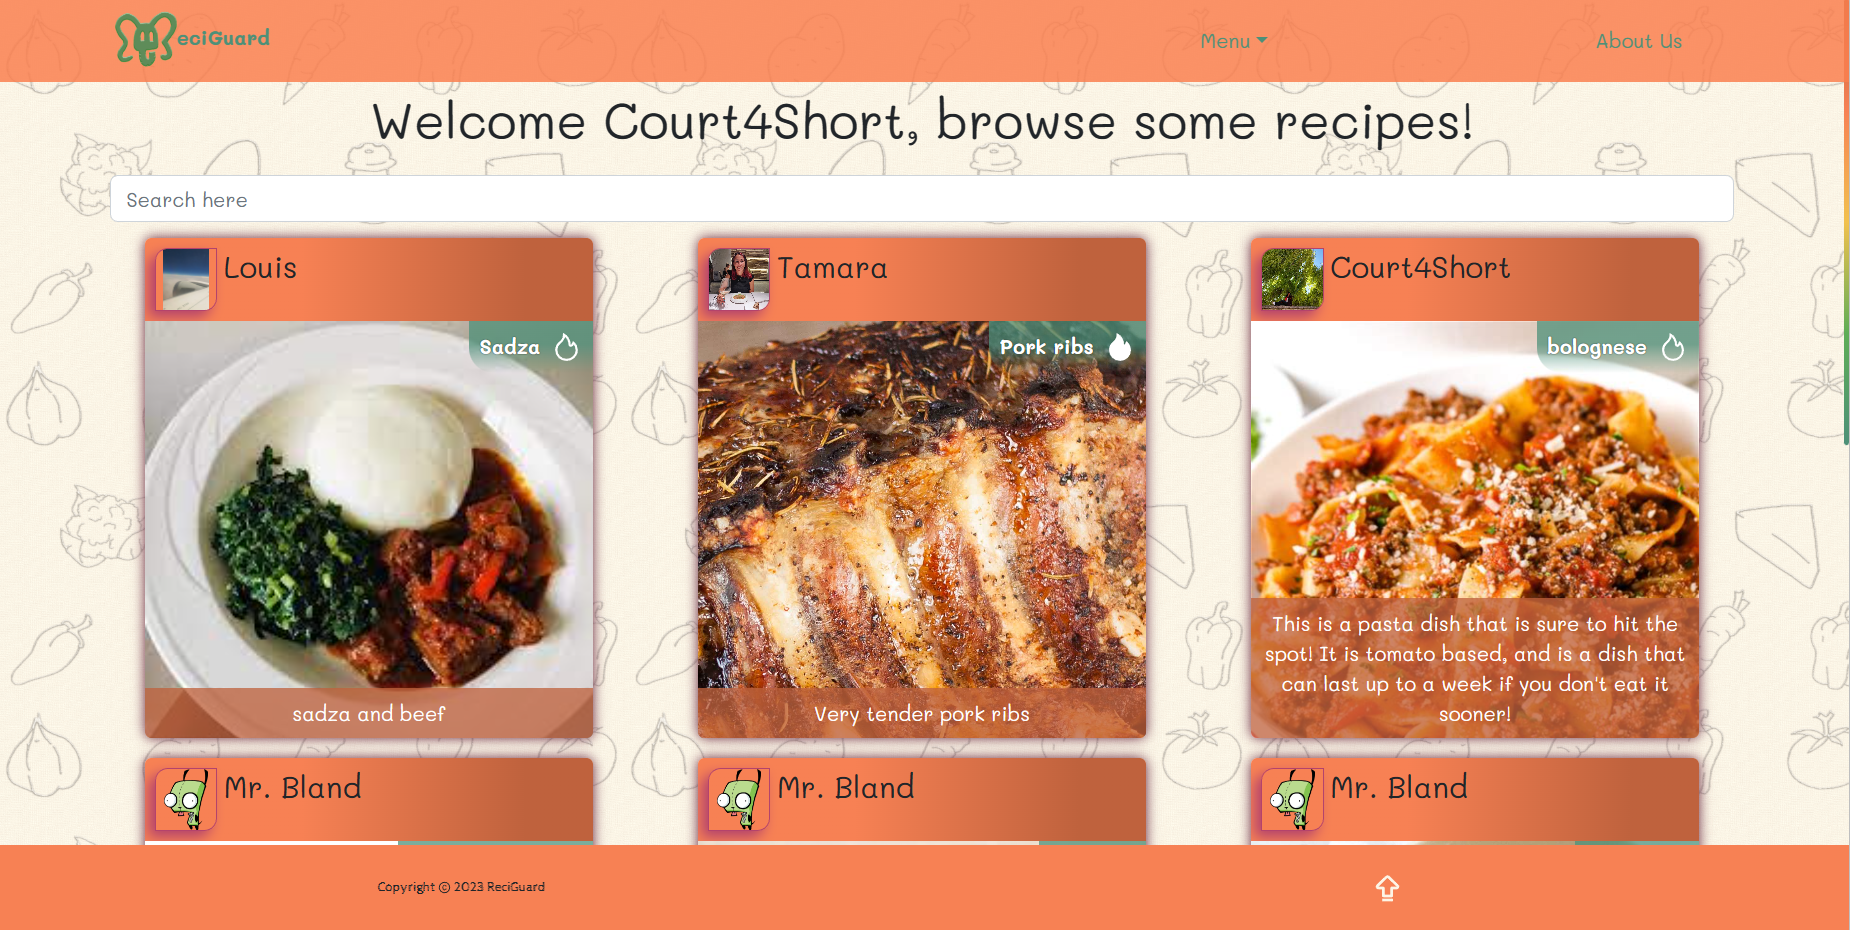 eciGuard
Menu
About Us
Welcome Court4Short, browse some recipes!
Search here
Louis
Tamara
Court4Short
Sadza
Pork ribs
bolognese
sadza and beef
Very tender pork ribs
This is a pasta dish that is sure to hit the
spot! It is tomato based, and is a dish that
can last up to a week if you don't eat it
sooner!
Mr. Bland
Mr. Bland
Mr. Bland
Copyright © 2023 ReciGuard